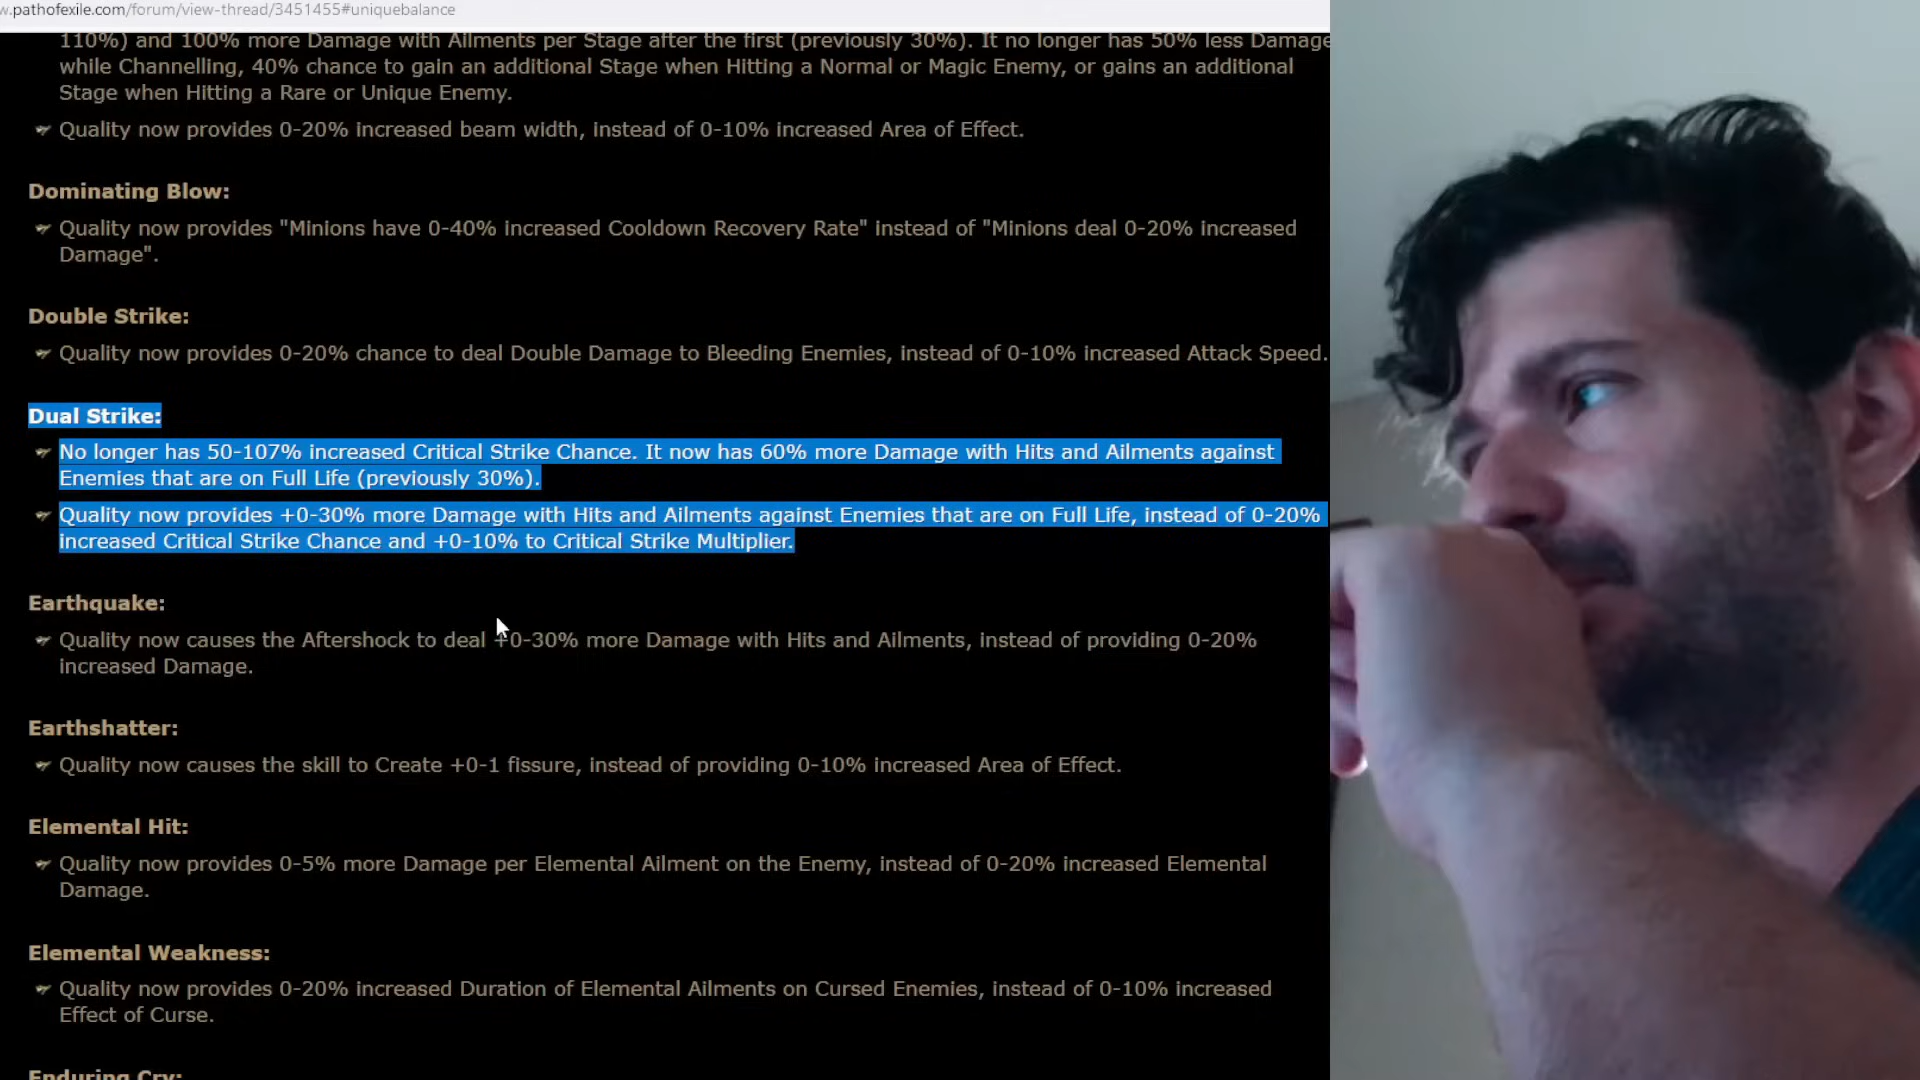 w.pathofexile.com/forum/view-thread/3451455#uniquebalance
110%) and 100% more Damage with Ailments per Stage after the first (previously 30%). It no longer has 50% less Damage
while Channelling, 40% chance to gain an additional Stage when Hitting a Normal or Magic Enemy, or gains an additional
Stage when Hitting a Rare or Unique Enemy.
Quality now provides 0-20% increased beam width, instead of 0-10% increased Area of Effect.
Dominating Blow:
Quality now provides "Minions have 0-40% increased Cooldown Recovery Rate" instead of "Minions deal 0-20% increased
Damage".
Double Strike:
Quality now provides 0-20% chance to deal Double Damage to Bleeding Enemies, instead of 0-10% increased Attack Speed.
Dual Strike:
No longer has 50-107% increased Critical Strike Chance. It now has 60% more Damage with Hits and Ailments against
Enemies that are on Full Life (previously 30%).
Quality now provides +0-30% more Damage with Hits and Ailments against Enemies that are on Full Life, instead of 0-20%
increased Critical Strike Chance and +0-10% to Critical Strike Multiplier.
Earthquake:
Quality now causes the Aftershock to deal +0-30% more Damage with Hits and Ailments, instead of providing 0-20%
increased Damage.
Earthshatter:
Quality now causes the skill to Create +0-1 fissure, instead of providing 0-10% increased Area of Effect.
Elemental Hit:
Quality now provides 0-5% more Damage per Elemental Ailment on the Enemy, instead of 0-20% increased Elemental
Damage.
Elemental Weakness:
Quality now provides 0-20% increased Duration of Elemental Ailments on Cursed Enemies, instead of 0-10% increased
Effect of Curse.
Enduring Cry: